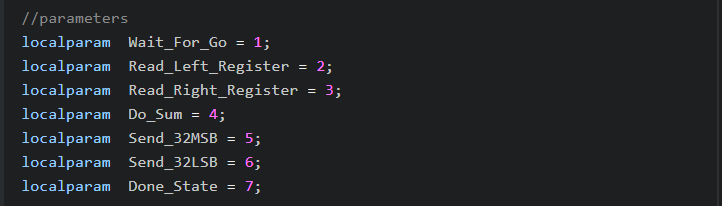 //parameters
localparam  Wait_For_Go = 1;
localparam  Read_Left_Register = 2;
localparam  Read_Right_Register = 3;
localparam  Do_Sum = 4;
localparam  Send_32MSB = 5;
localparam  Send_32LSB = 6;
localparam  Done_State = 7;